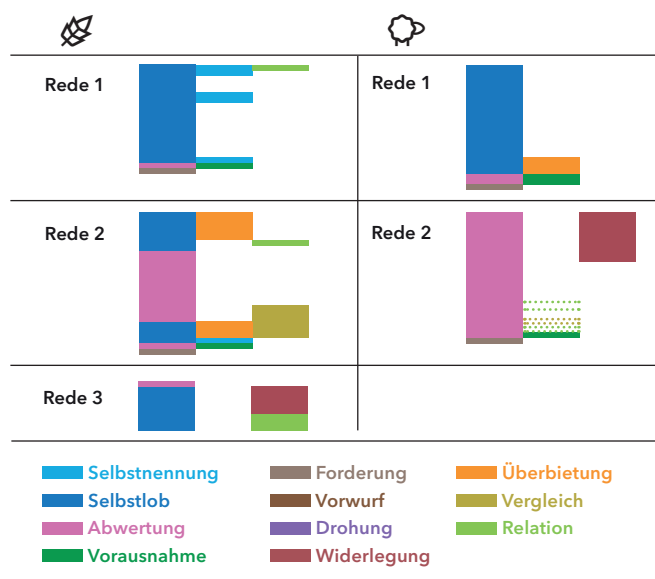 Rede 1
Rede 1
Rede 2
Rede 2
Rede 3
Selbstnennung
Forderung
Überbietung
Selbstlob
Vorwurf
Vergleich
Abwertung
Drohung
Relation
Vorausnahme
Widerlegung